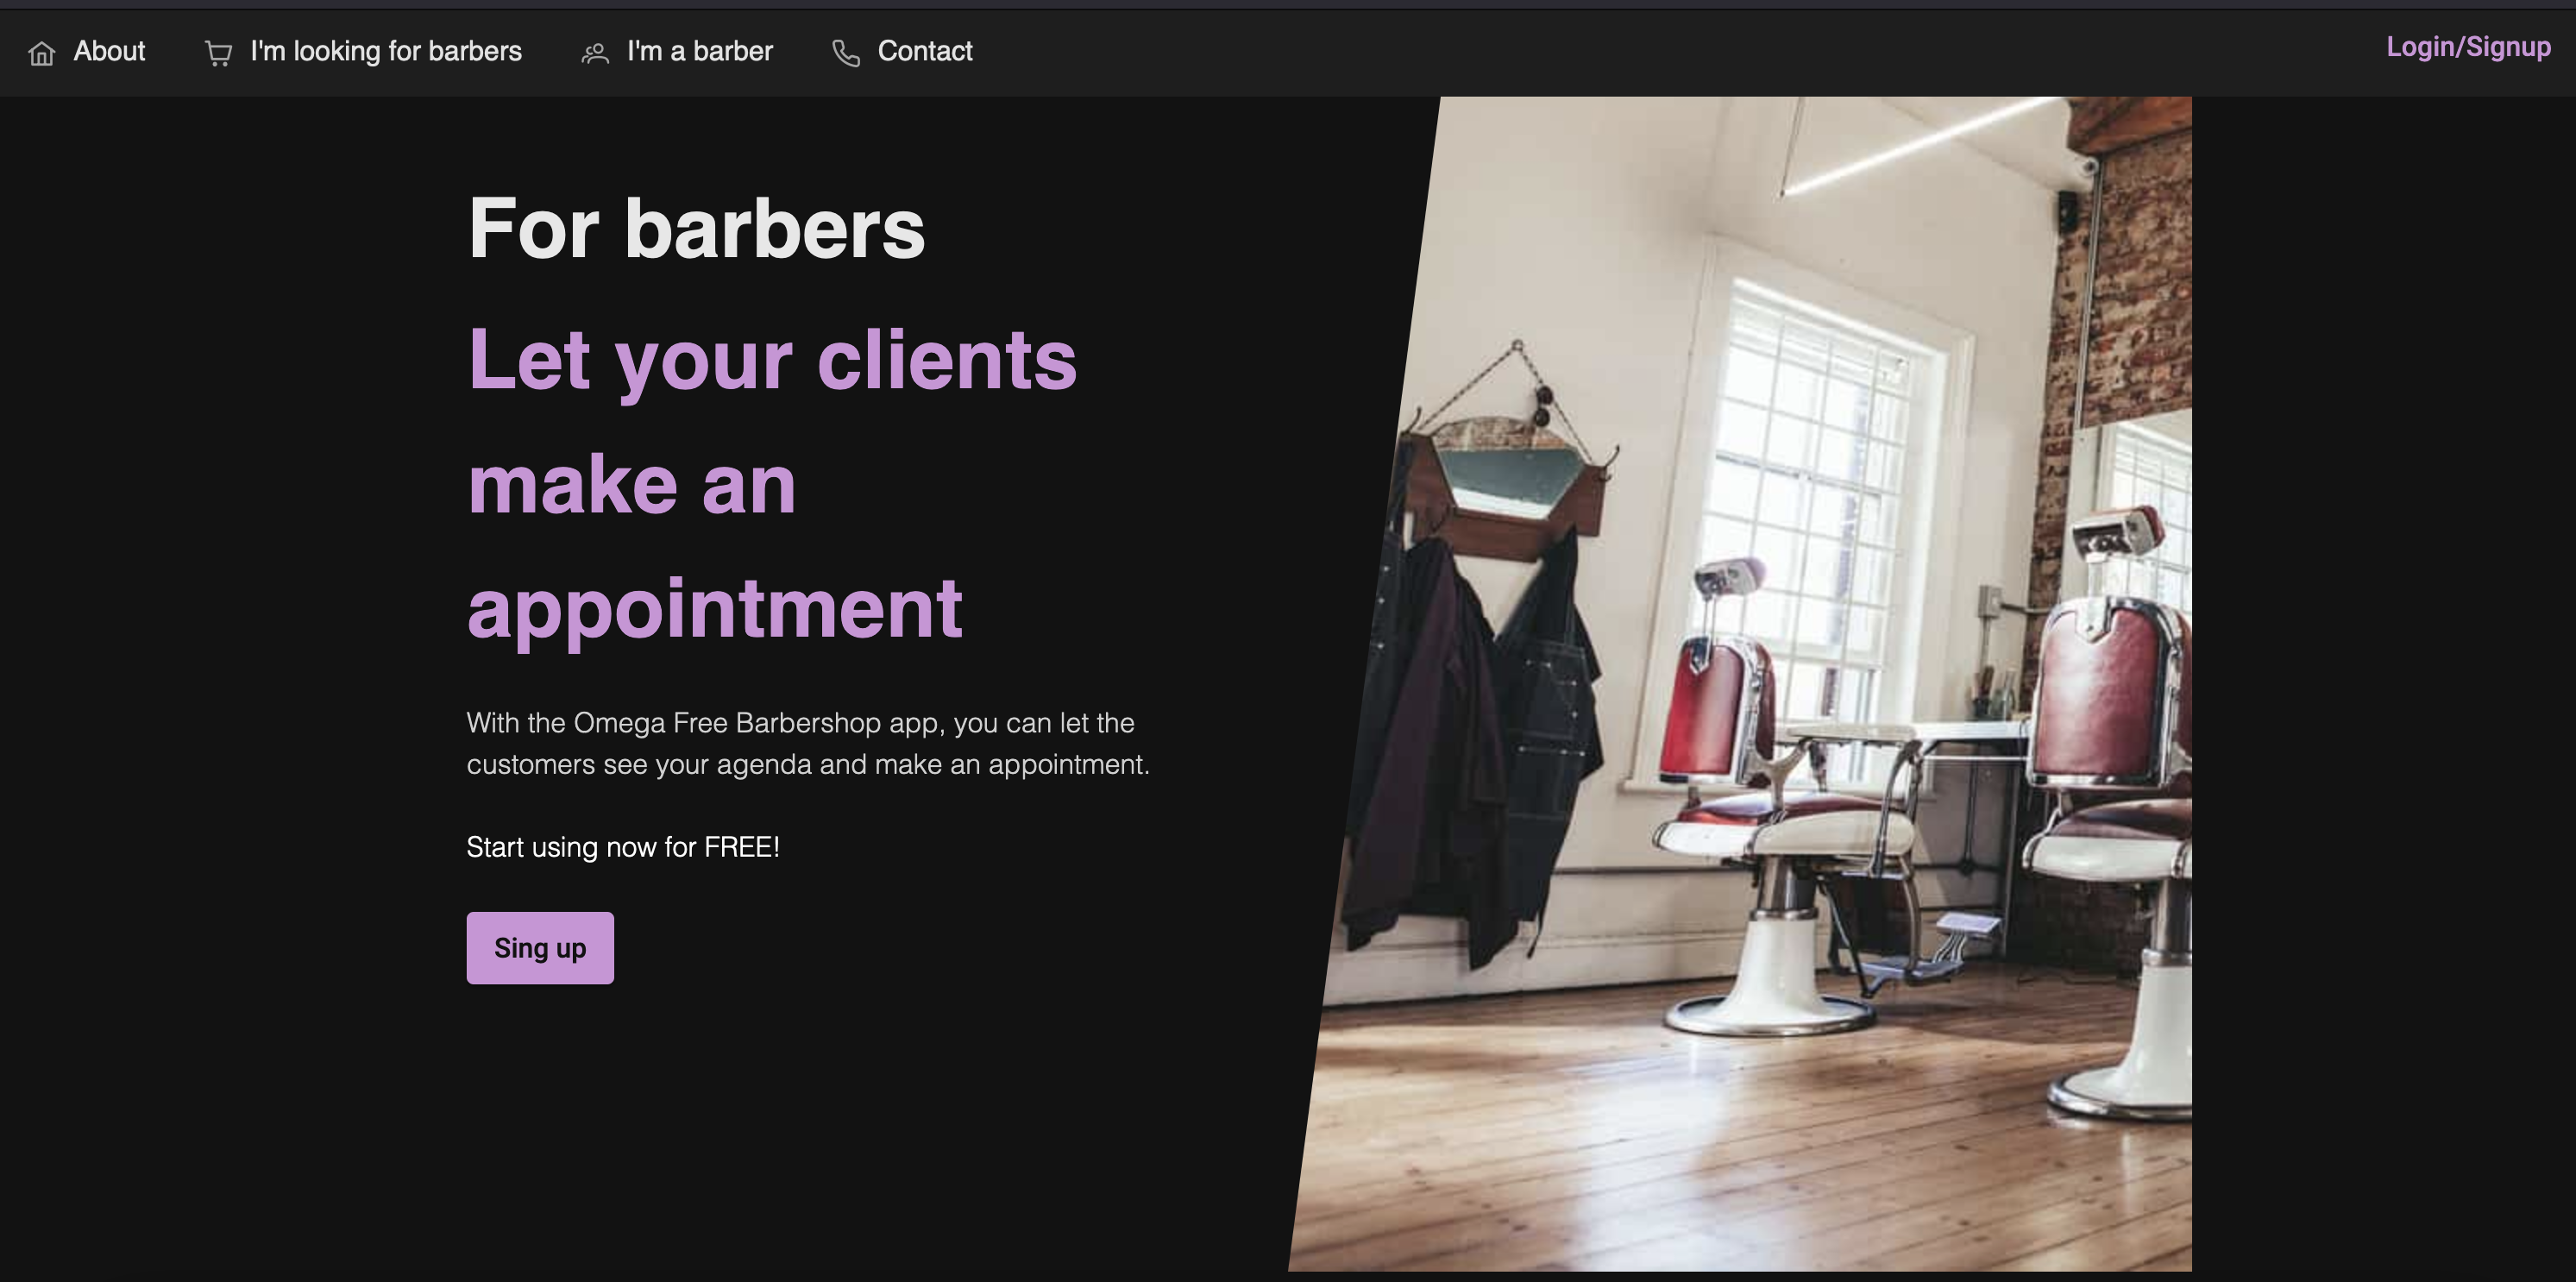 About
I'm looking for barbers
I'm a barber
Contact
Login/Signup
For barbers
Let your clients
make an
appointment
With the Omega Free Barbershop app, you can let the
customers see your agenda and make an appointment.
Start using now for FREE!
Sing up